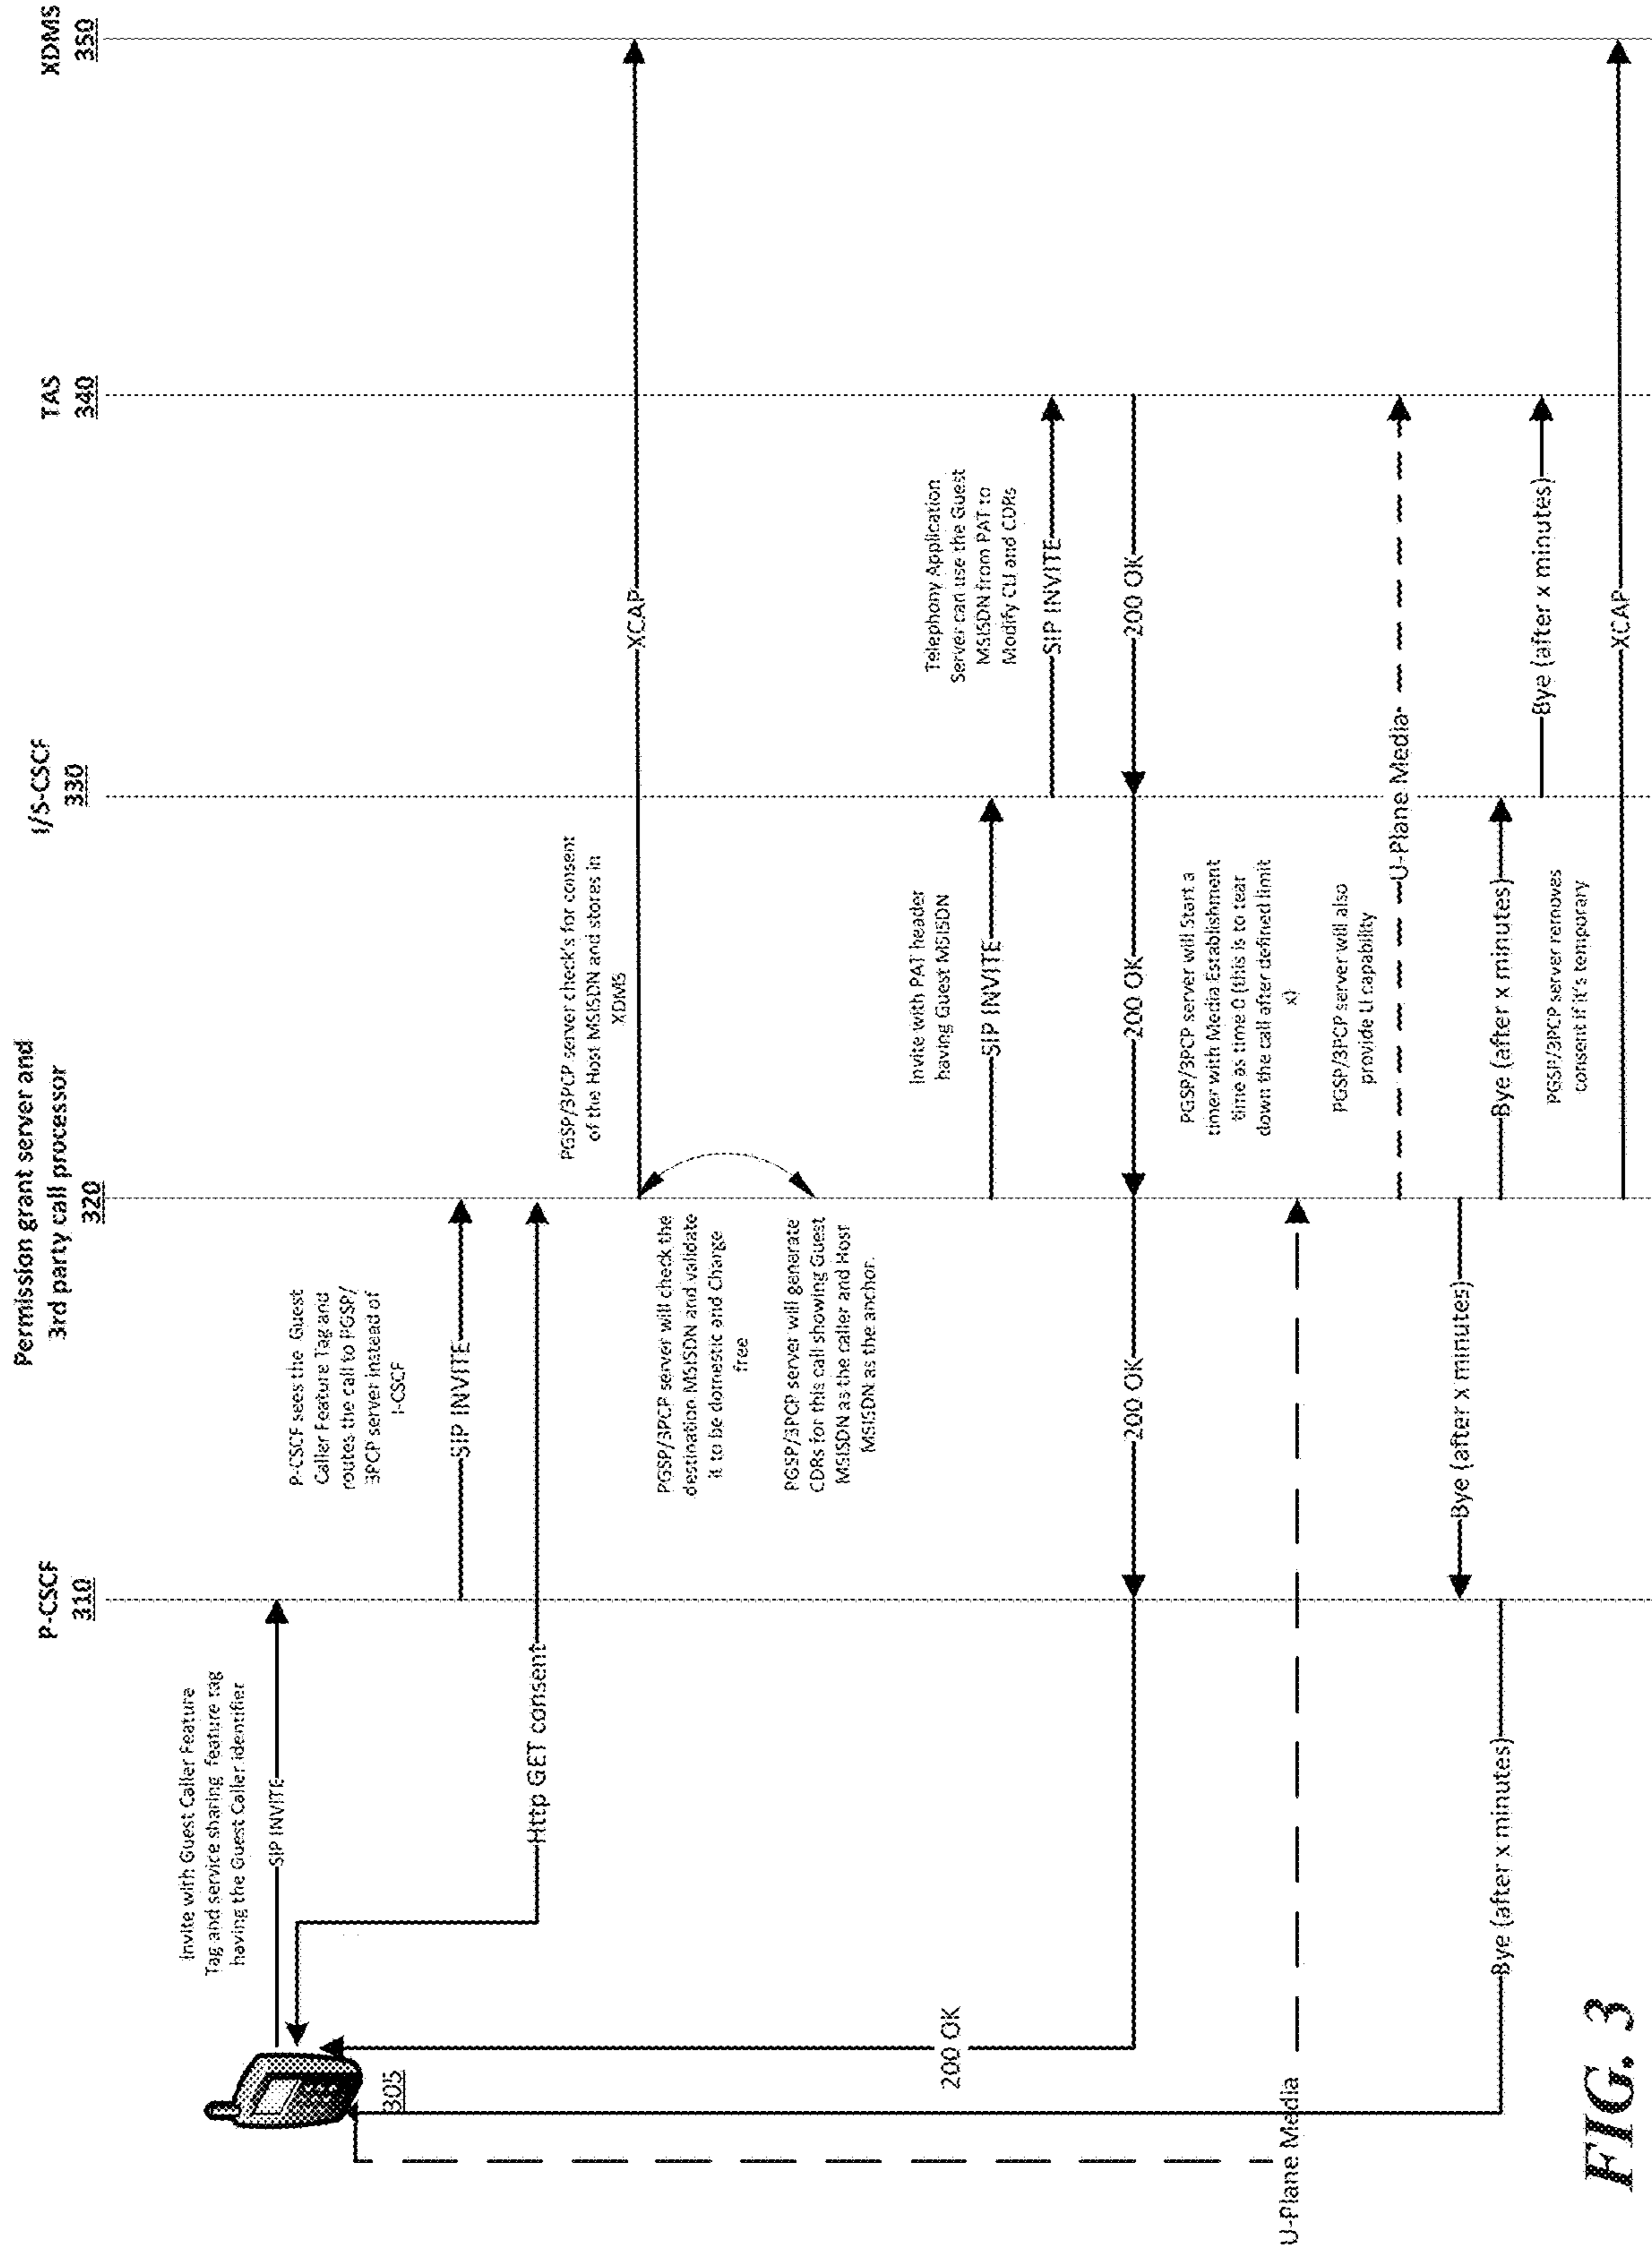 P-CSCF
310
Permission grant server and
3rd party call processor
320
I/S-CSCF
330
TAS
340
XDMS
350
305
Invite with Guest Caller Feature
Tag and service sharing feature tag
having the Guest Caller identifier
SIP INVITE
P-CSCF sees the Guest
Caller Feature Tag and
routes the call to PGSP/
3PCP server instead of
I-CSCF
SIP INVITE
Http GET consent
PGSP/3PCP server check's for consent
of the Host MSISDN and stores in
XDMS
XCAP
PGSP/3PCP server will check the
destination MSISDN and validate
it to be domestic and Charge
free
PGSP/3PCP server will generate
CDRs for this call showing Guest
MSISDN as the caller and Host
MSISDN as the anchor.
Invite with PAT header
having Guest MSISDN
SIP INVITE
Telephony Application
Server can use the Guest
MSISDN from PAT to
Modify CLI and CDRs
SIP INVITE
200 OK
200 OK
200 OK
200 OK
PGSP/3PCP server will Start a
timer with Media Establishment
time as time 0 (this is to tear
down the call after defined limit
x)
U-Plane Media
PGSP/3PCP server will also
provide LI capability
U-Plane Media
Bye (after x minutes)
Bye (after x minutes)
Bye (after x minutes)
Bye (after x minutes)
PGSP/3PCP server removes
consent if it's temporary
XCAP
FIG. 3